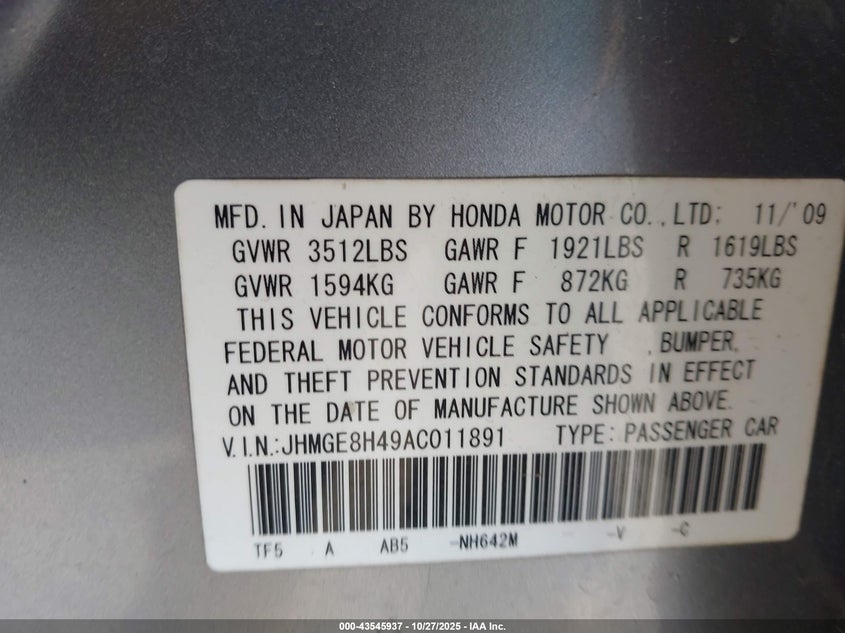 MFD. IN JAPAN BY HONDA MOTOR CO., LTD: 11/'09
GVWR 3512LBS GAWR F 1921LBS R 1619LBS
GVWR 1594KG GAWR F 872KG R 735KG
THIS VEHICLE CONFORMS TO ALL APPLICABLE
FEDERAL MOTOR VEHICLE SAFETY , BUMPER,
AND THEFT PREVENTION STANDARDS IN EFFECT
ON THE DATE OF MANUFACTURE SHOWN ABOVE.
V.I.N.:JHMGE8H49AC011891 TYPE: PASSENGER CAR
TF5 A AB5 -NH642M -V -C
000-43545937 - 10/27/2025 - IAA Inc.